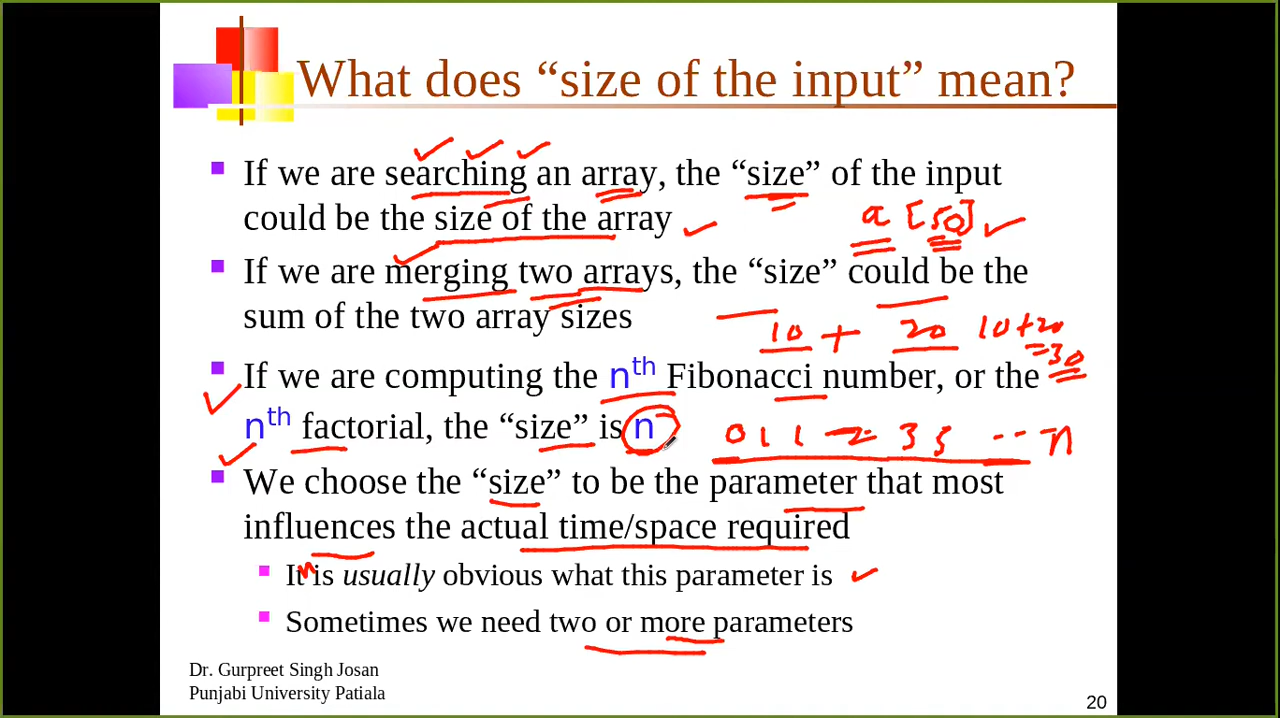 What does “size of the input” mean?
If we are searching an array, the “size” of the input
could be the size of the array
a [50]
If we are merging two arrays, the “size” could be the
sum of the two array sizes
10 + 20 10+20
=30
If we are computing the nth Fibonacci number, or the
nth factorial, the “size” is n
0 1 1 2 3 5 ... n
We choose the “size” to be the parameter that most
influences the actual time/space required
n
It is usually obvious what this parameter is
Sometimes we need two or more parameters
Dr. Gurpreet Singh Josan
Punjabi University Patiala
20